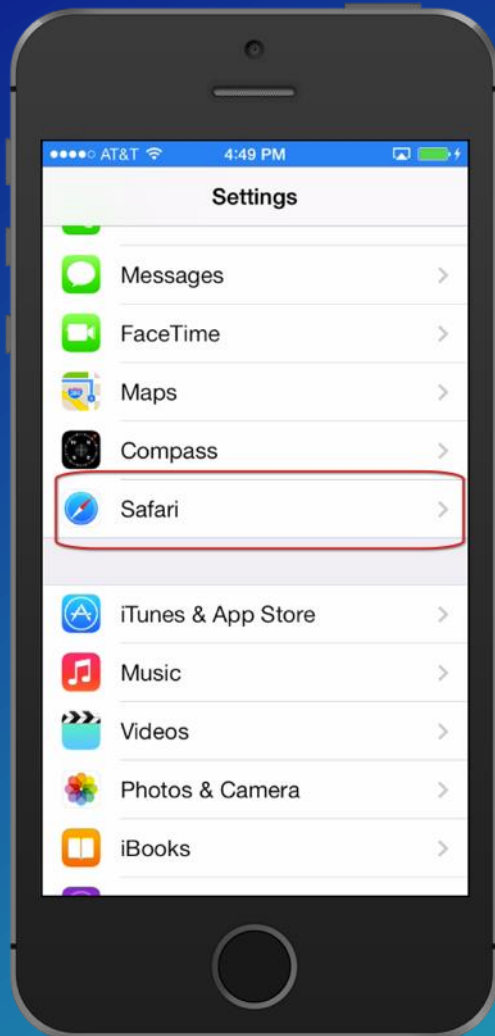 AT&T 4:49 PM
Settings
Messages
FaceTime
Maps
Compass
Safari
iTunes & App Store
Music
Videos
Photos & Camera
iBooks